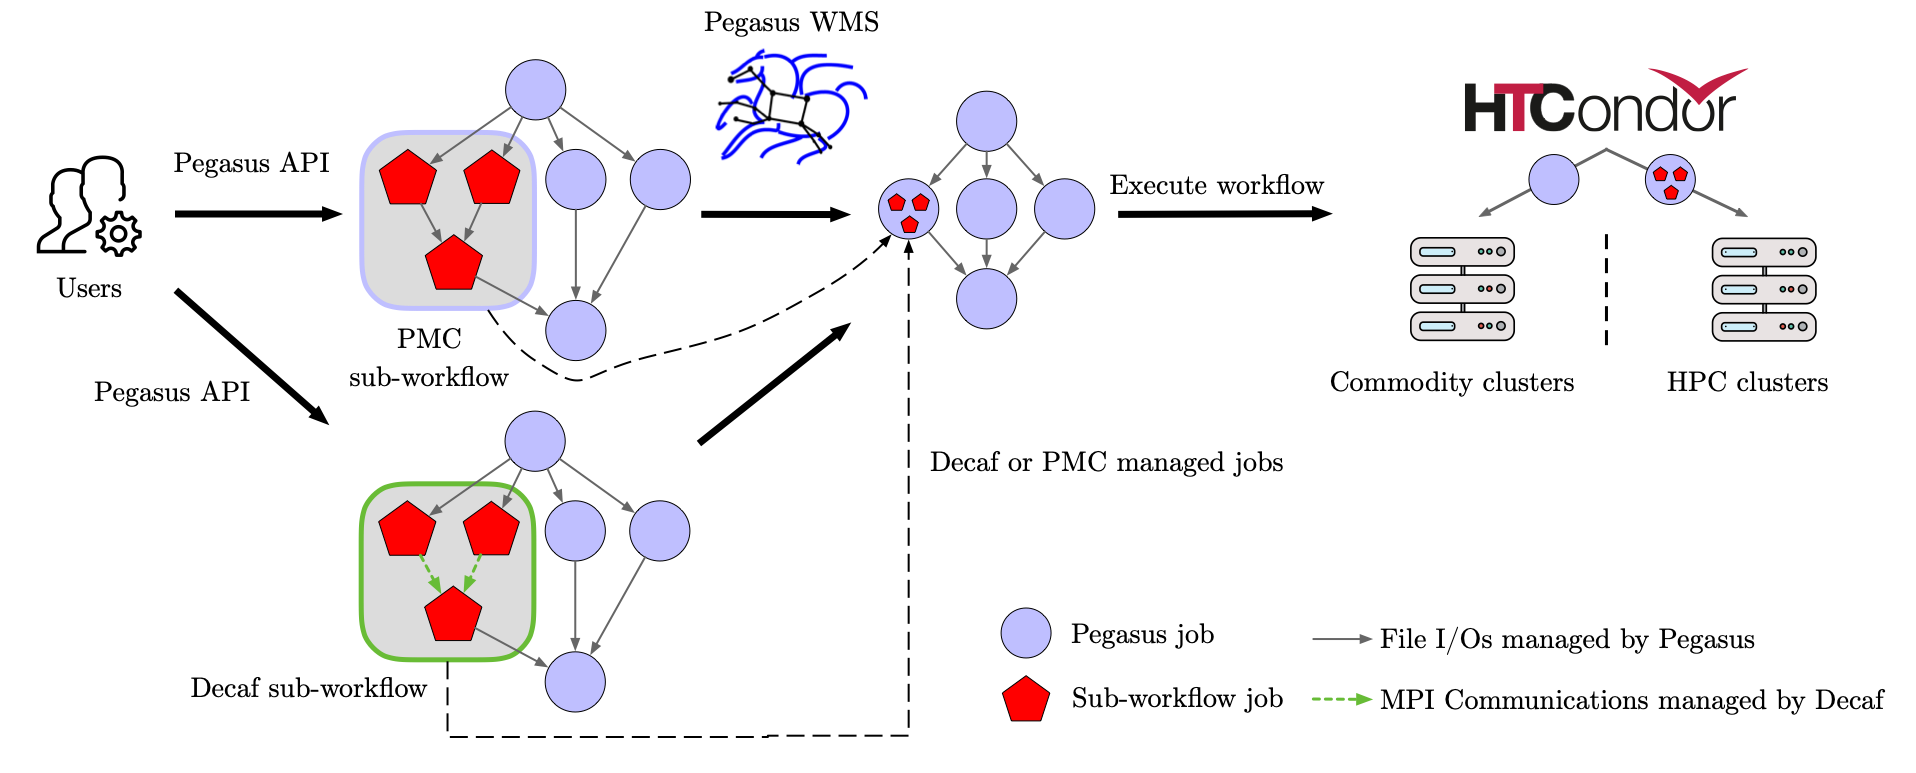 Pegasus WMS
HTCondor
Pegasus API
Execute workflow
Users
PMC
sub-workflow
Pegasus API
Commodity clusters
HPC clusters
Decaf or PMC managed jobs
Decaf sub-workflow
Pegasus job
File I/Os managed by Pegasus
Sub-workflow job
MPI Communications managed by Decaf